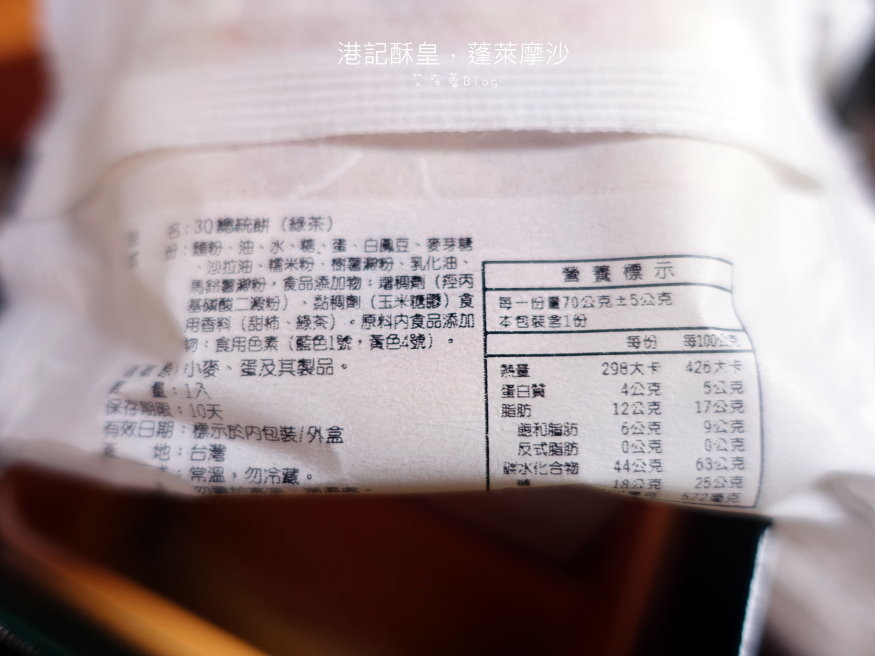 港記酥皇．蓬萊摩沙
艾布蕾Blog
名：3Q總統餅（綠茶）
份：麵粉、油、水、糖、蛋、白鳳豆、麥芽糖
、沙拉油、糯米粉、樹薯澱粉、乳化油、
馬鈴薯澱粉，食品添加物：增稠劑（羥丙
基磷酸二澱粉）、黏稠劑（玉米糖膠）食
用香料（甜柿、綠茶）。原料內食品添加
物：食用色素（藍色1號，黃色4號）。
：小麥、蛋及其製品。
量：1入
保存期限：10天
有效日期：標示於內包裝/外盒
產 地：台灣
：常溫，勿冷藏。
營養標示
每一份量70公克±5公克
本包裝含1份
每份 每100公克
熱量 298大卡 426大卡
蛋白質 4公克 5公克
脂肪 12公克 17公克
飽和脂肪 6公克 9公克
反式脂肪 0公克 0公克
碳水化合物 44公克 63公克
糖 18公克 25公克
572毫克